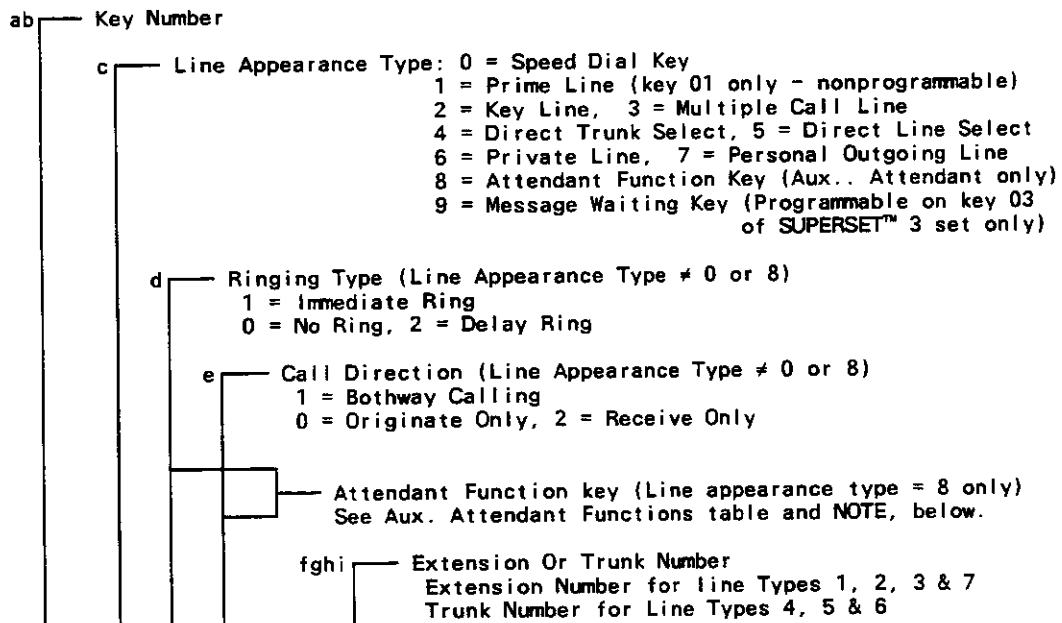 ab Key Number
c Line Appearance Type: 0 = Speed Dial Key
1 = Prime Line (key 01 only - nonprogrammable)
2 = Key Line, 3 = Multiple Call Line
4 = Direct Trunk Select, 5 = Direct Line Select
6 = Private Line, 7 = Personal Outgoing Line
8 = Attendant Function Key (Aux.. Attendant only)
9 = Message Waiting Key (Programmable on key 03
of SUPERSET™ 3 set only)
d Ringing Type (Line Appearance Type ≠ 0 or 8)
1 = Immediate Ring
0 = No Ring, 2 = Delay Ring
e Call Direction (Line Appearance Type ≠ 0 or 8)
1 = Bothway Calling
0 = Originate Only, 2 = Receive Only
Attendant Function key (Line appearance type = 8 only)
See Aux. Attendant Functions table and NOTE, below.
fghi Extension Or Trunk Number
Extension Number for line Types 1, 2, 3 & 7
Trunk Number for Line Types 4, 5 & 6